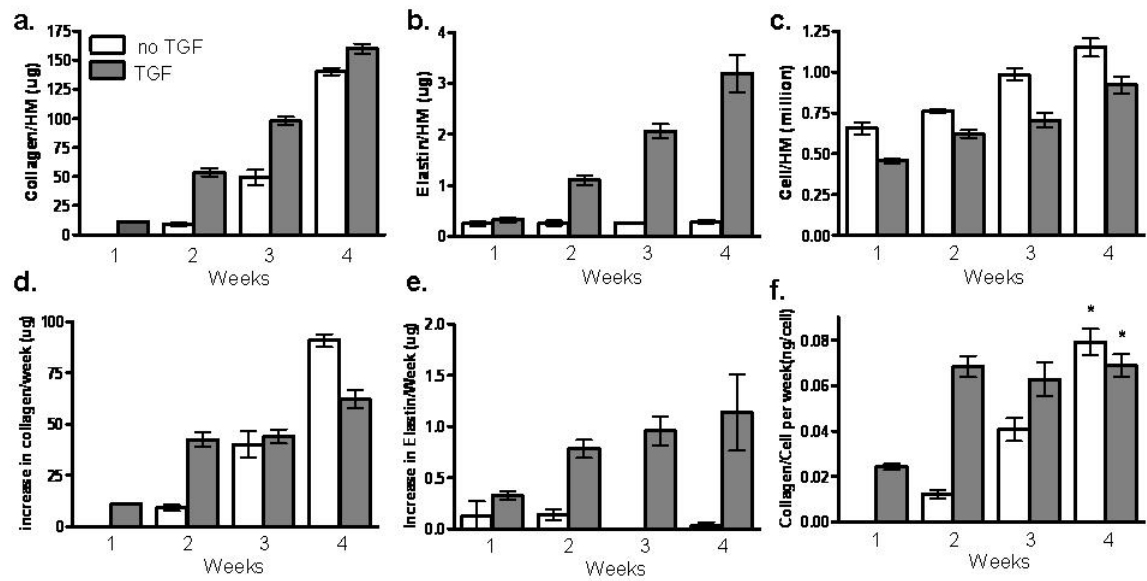 a.
Collagen/HM (ug)
175
150
125
100
75
50
25
0
no TGF
TGF
1 2 3 4
Weeks
b.
Elastin/HM (ug)
4
3
2
1
0
1 2 3 4
Weeks
c.
Cell/HM (million)
1.25
1.00
0.75
0.50
0.25
0.00
1 2 3 4
Weeks
d.
increase in collagen/week (ug)
100
75
50
25
0
1 2 3 4
Weeks
e.
increase in Elastin/Week (ug)
2.0
1.5
1.0
0.5
0.0
1 2 3 4
Weeks
f.
Collagen/Cell per week(ng/cell)
0.08
0.06
0.04
0.02
0.00
* *
1 2 3 4
Weeks